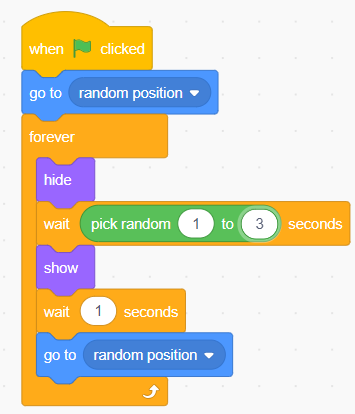 when clicked
go to random position
forever
hide
wait pick random 1 to 3 seconds
show
wait 1 seconds
go to random position